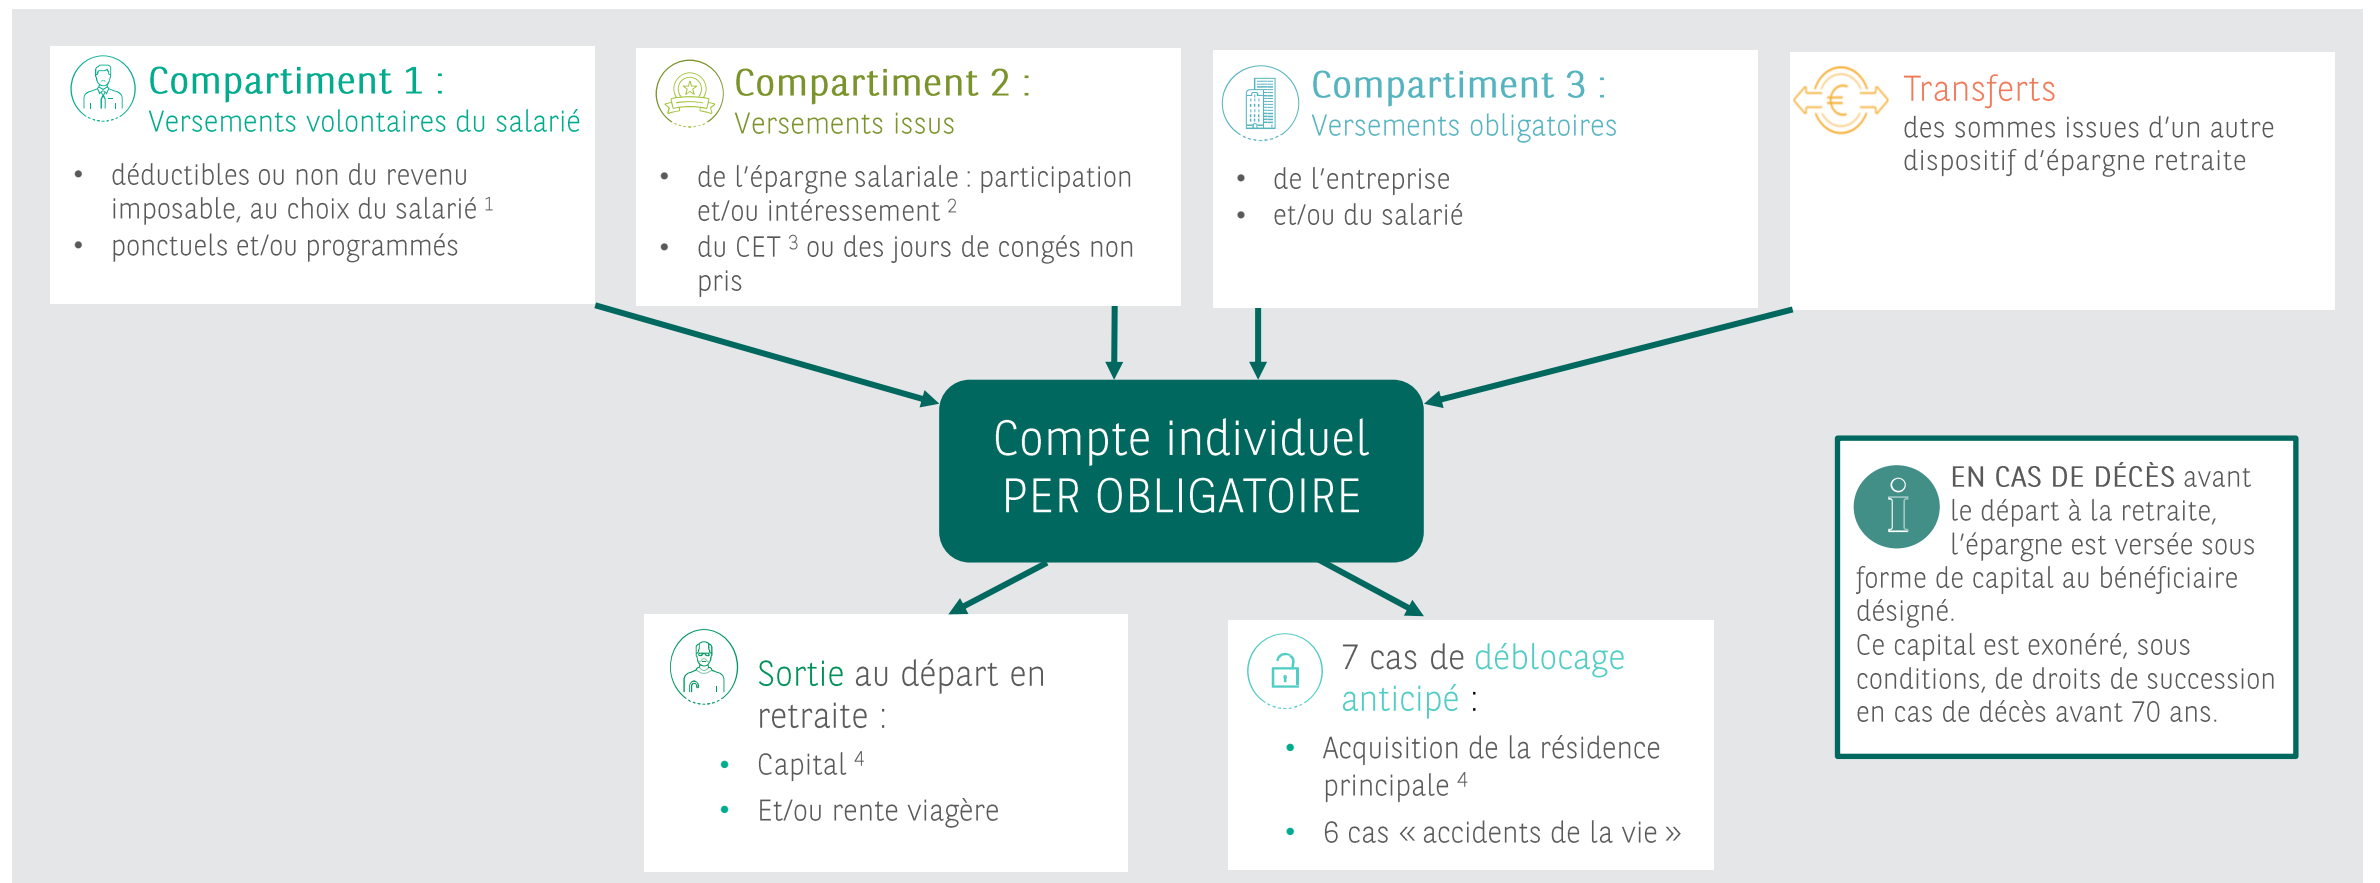 Compartiment 1 :
Versements volontaires du salarié
• déductibles ou non du revenu
imposable, au choix du salarié 1
• ponctuels et/ou programmés
Compartiment 2 :
Versements issus
• de l’épargne salariale : participation
et/ou intéressement 2
• du CET 3 ou des jours de congés non
pris
Compartiment 3 :
Versements obligatoires
• de l’entreprise
• et/ou du salarié
Transferts
des sommes issues d’un autre
dispositif d’épargne retraite
Compte individuel
PER OBLIGATOIRE
EN CAS DE DÉCÈS avant
le départ à la retraite,
l’épargne est versée sous
forme de capital au bénéficiaire
désigné.
Ce capital est exonéré, sous
conditions, de droits de succession
en cas de décès avant 70 ans.
Sortie au départ en
retraite :
• Capital 4
• Et/ou rente viagère
7 cas de déblocage
anticipé :
• Acquisition de la résidence
principale 4
• 6 cas « accidents de la vie »